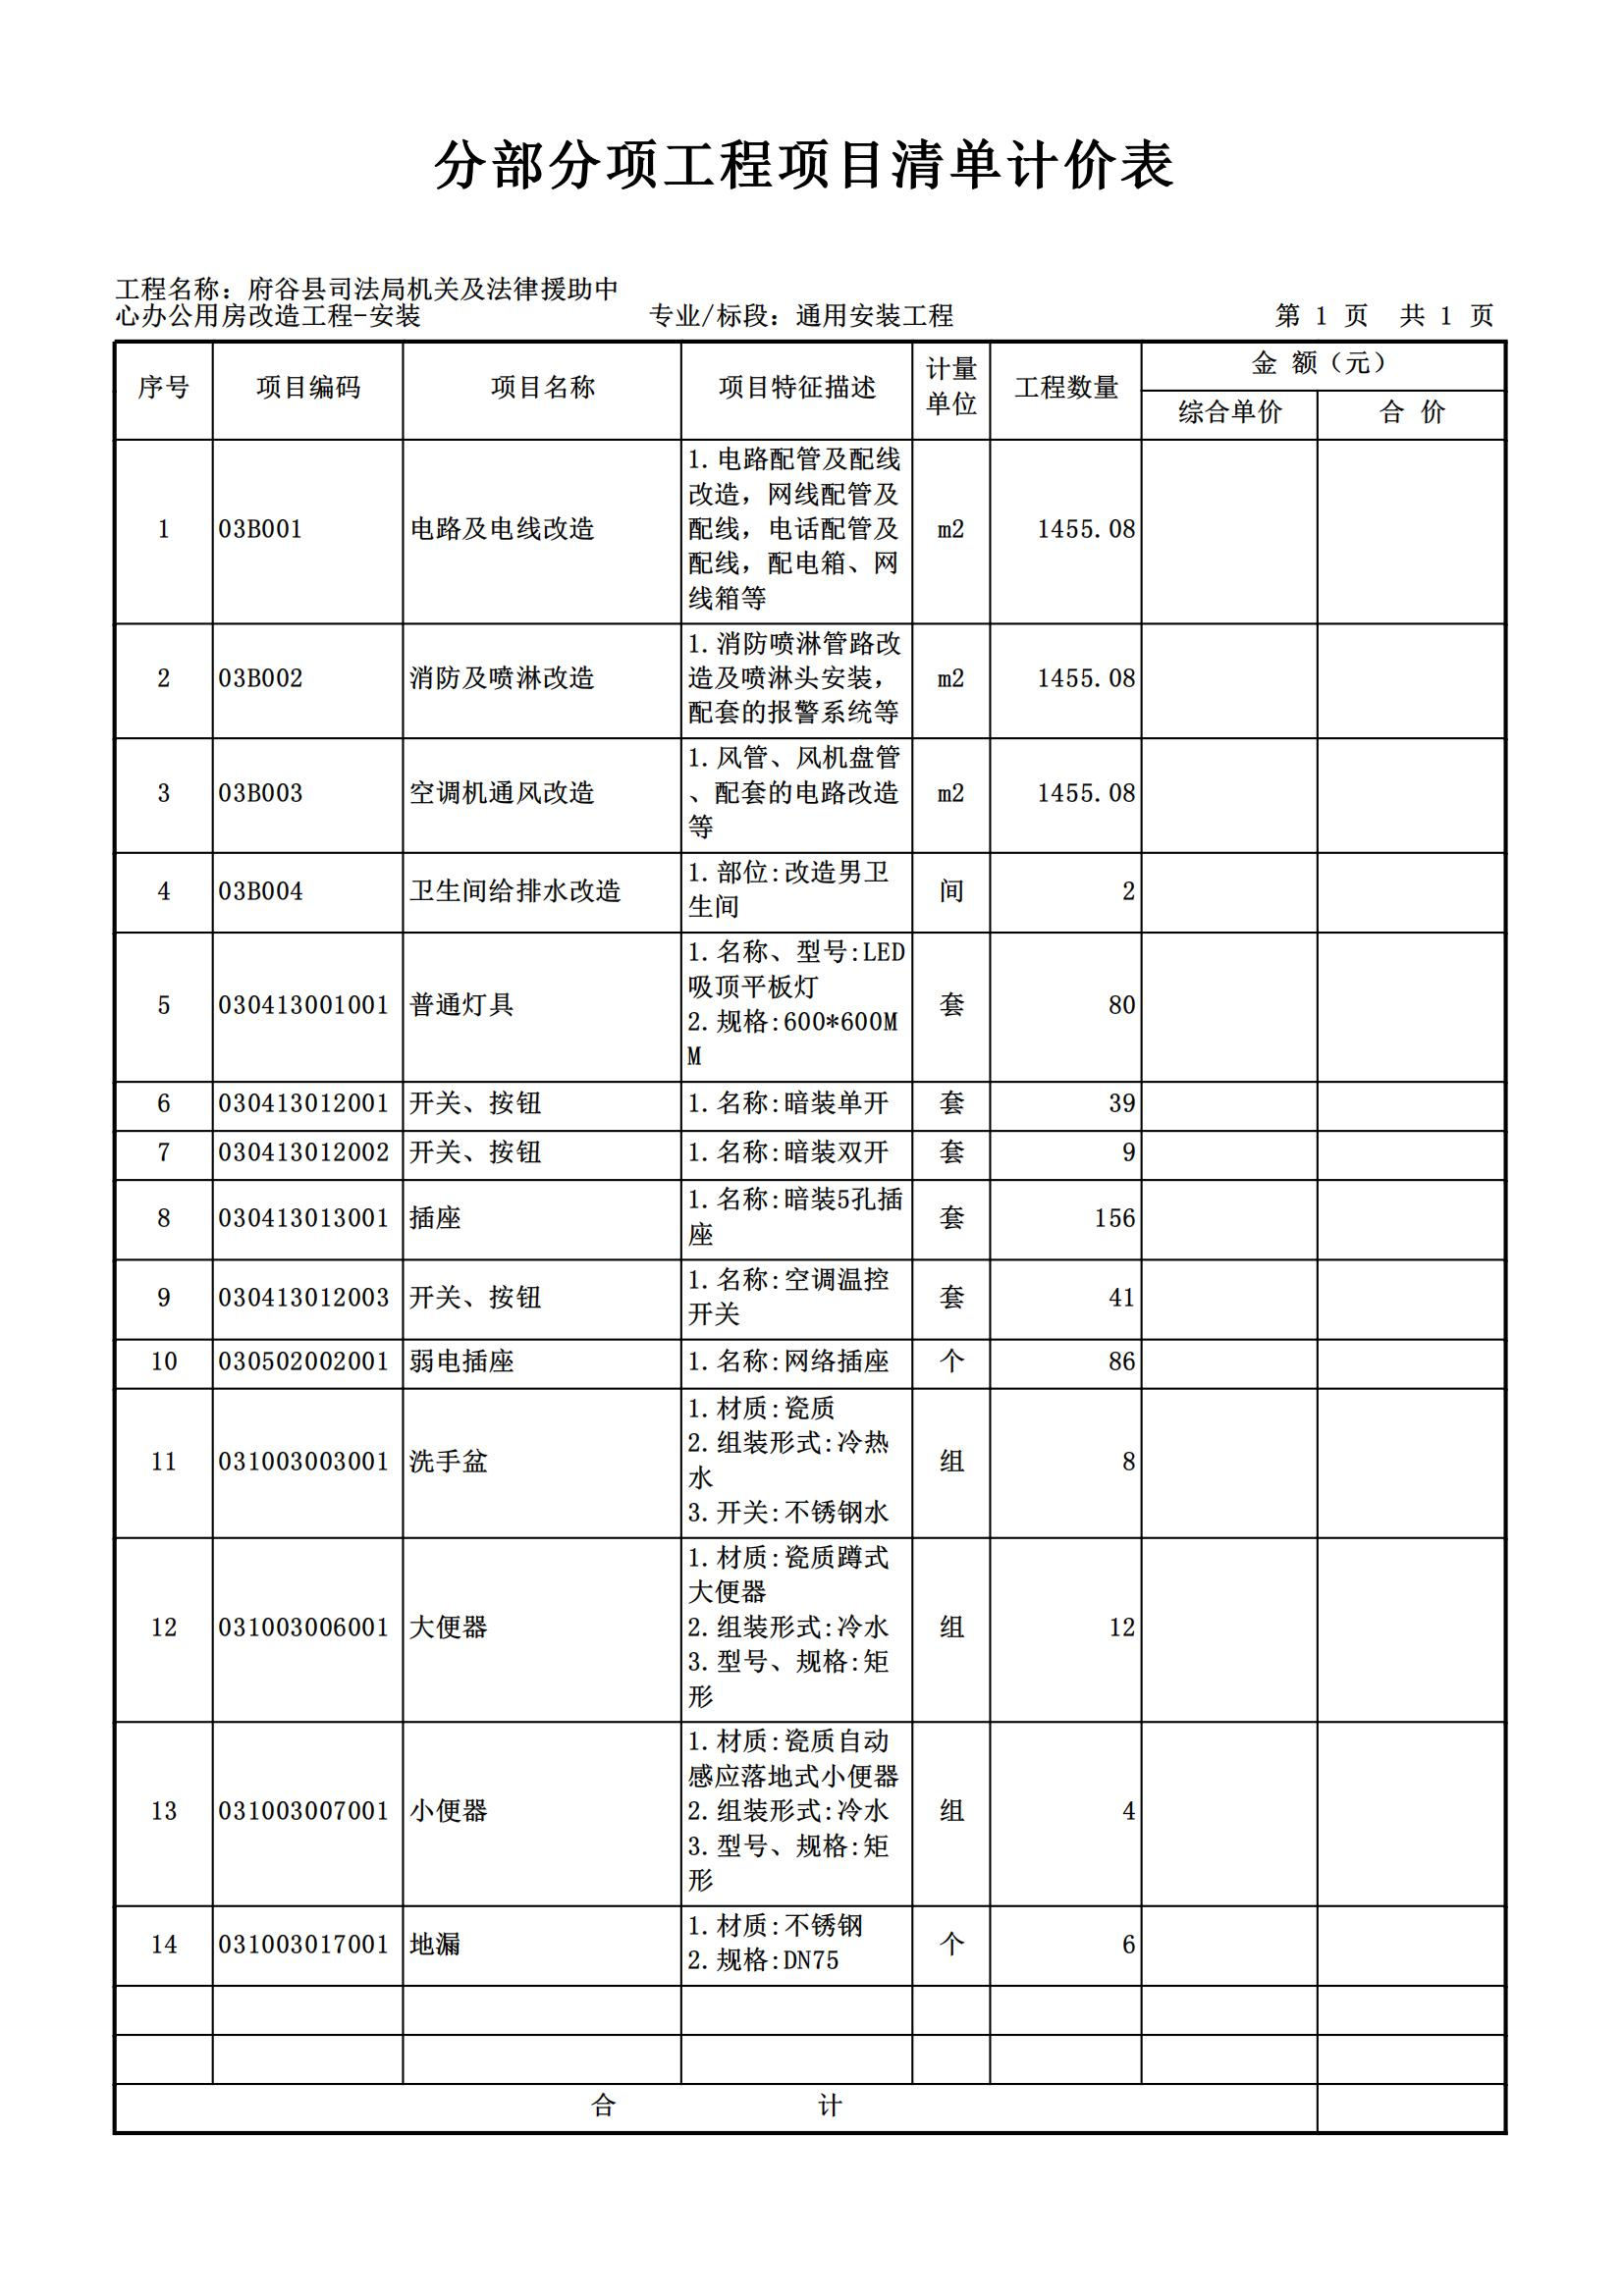 分部分项工程项目清单计价表
工程名称：府谷县司法局机关及法律援助中
心办公用房改造工程-安装 专业/标段：通用安装工程 第 1 页 共 1 页
序号 项目编码 项目名称 项目特征描述 计量单位 工程数量 金 额（元）
综合单价 合 价
1 03B001 电路及电线改造 1.电路配管及配线
改造，网线配管及
配线，电话配管及
配线，配电箱、网
线箱等 m2 1455.08
2 03B002 消防及喷淋改造 1.消防喷淋管路改
造及喷淋头安装，
配套的报警系统等 m2 1455.08
3 03B003 空调机通风改造 1.风管、风机盘管
、配套的电路改造
等 m2 1455.08
4 03B004 卫生间给排水改造 1.部位:改造男卫
生间 间 2
5 030413001001 普通灯具 1.名称、型号:LED
吸顶平板灯
2.规格:600*600M
M 套 80
6 030413012001 开关、按钮 1.名称:暗装单开 套 39
7 030413012002 开关、按钮 1.名称:暗装双开 套 9
8 030413013001 插座 1.名称:暗装5孔插
座 套 156
9 030413012003 开关、按钮 1.名称:空调温控
开关 套 41
10 030502002001 弱电插座 1.名称:网络插座 个 86
11 031003003001 洗手盆 1.材质:瓷质
2.组装形式:冷热
水
3.开关:不锈钢水 组 8
12 031003006001 大便器 1.材质:瓷质蹲式
大便器
2.组装形式:冷水
3.型号、规格:矩
形 组 12
13 031003007001 小便器 1.材质:瓷质自动
感应落地式小便器
2.组装形式:冷水
3.型号、规格:矩
形 组 4
14 031003017001 地漏 1.材质:不锈钢
2.规格:DN75 个 6
合 计